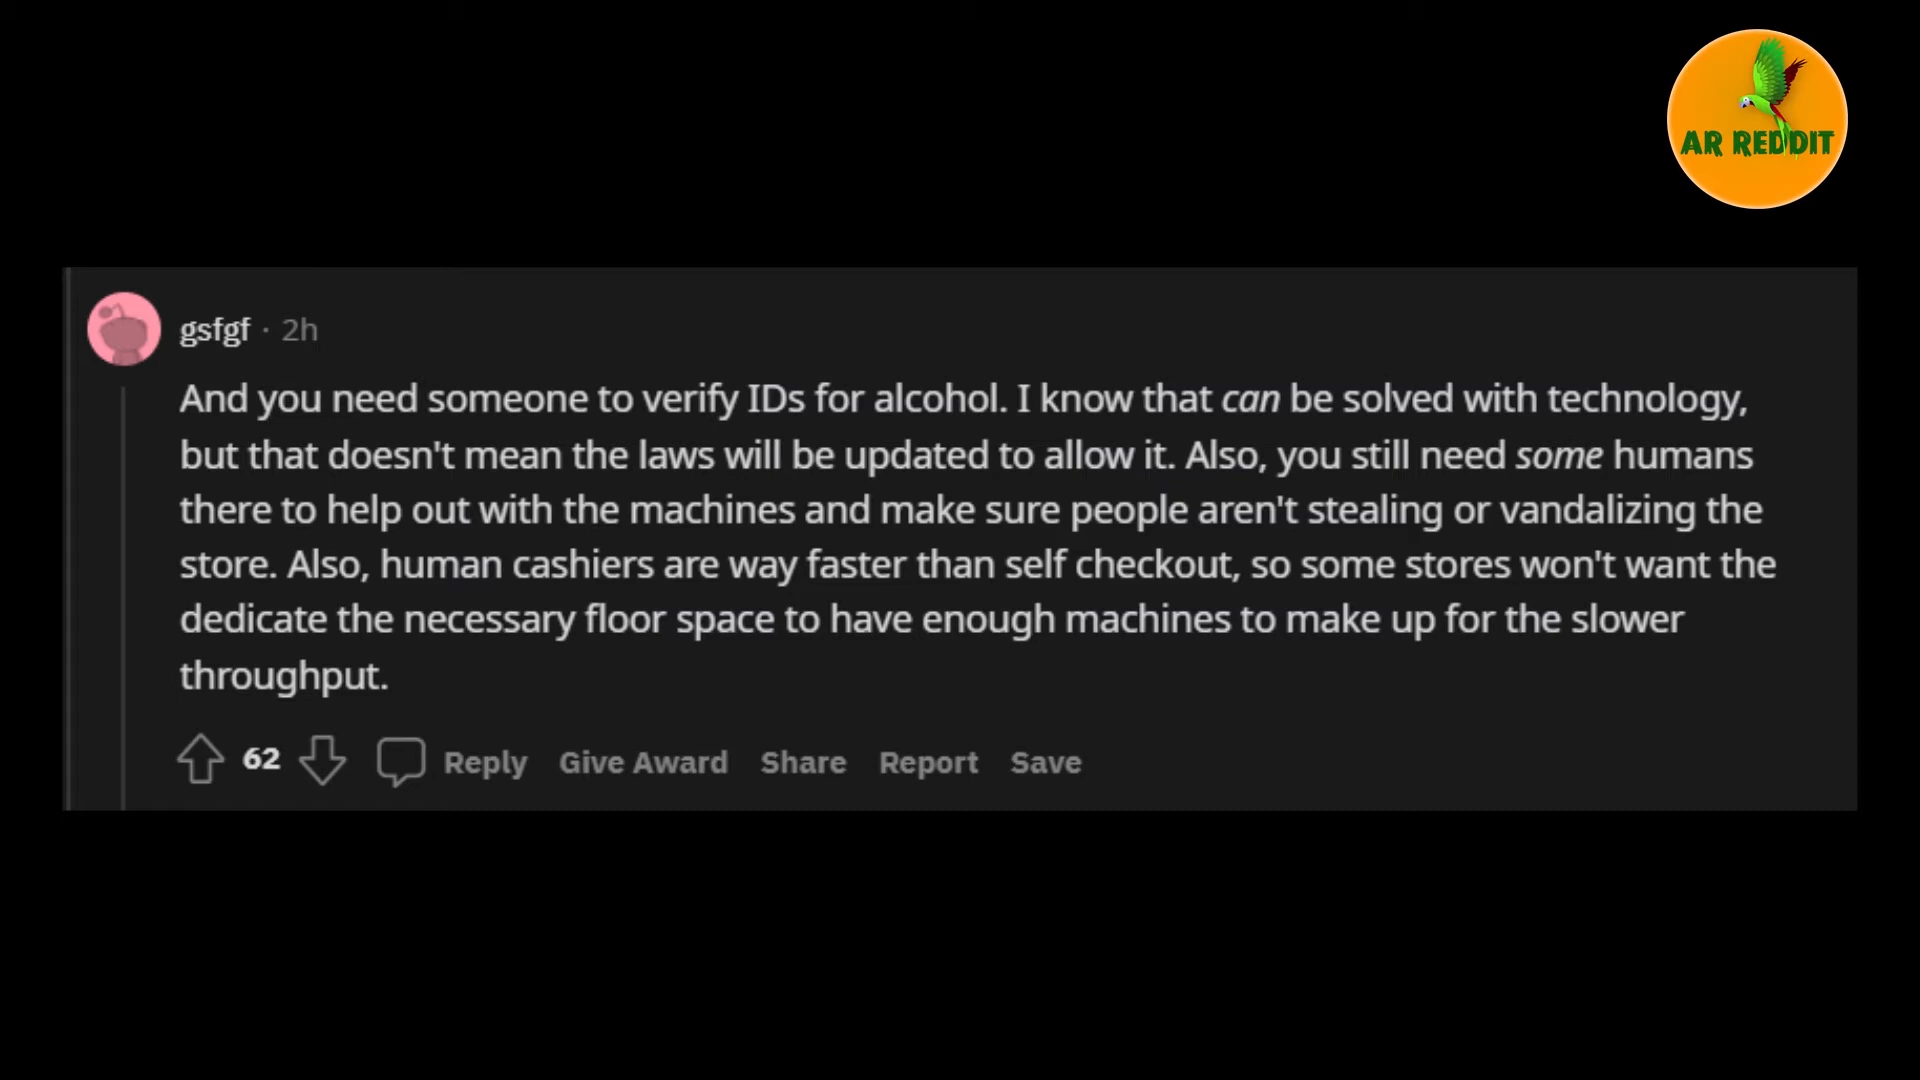 AR REDDIT
gsfgf · 2h
And you need someone to verify IDs for alcohol. I know that can be solved with technology,
but that doesn't mean the laws will be updated to allow it. Also, you still need some humans
there to help out with the machines and make sure people aren't stealing or vandalizing the
store. Also, human cashiers are way faster than self checkout, so some stores won't want the
dedicate the necessary floor space to have enough machines to make up for the slower
throughput.
62 Reply Give Award Share Report Save